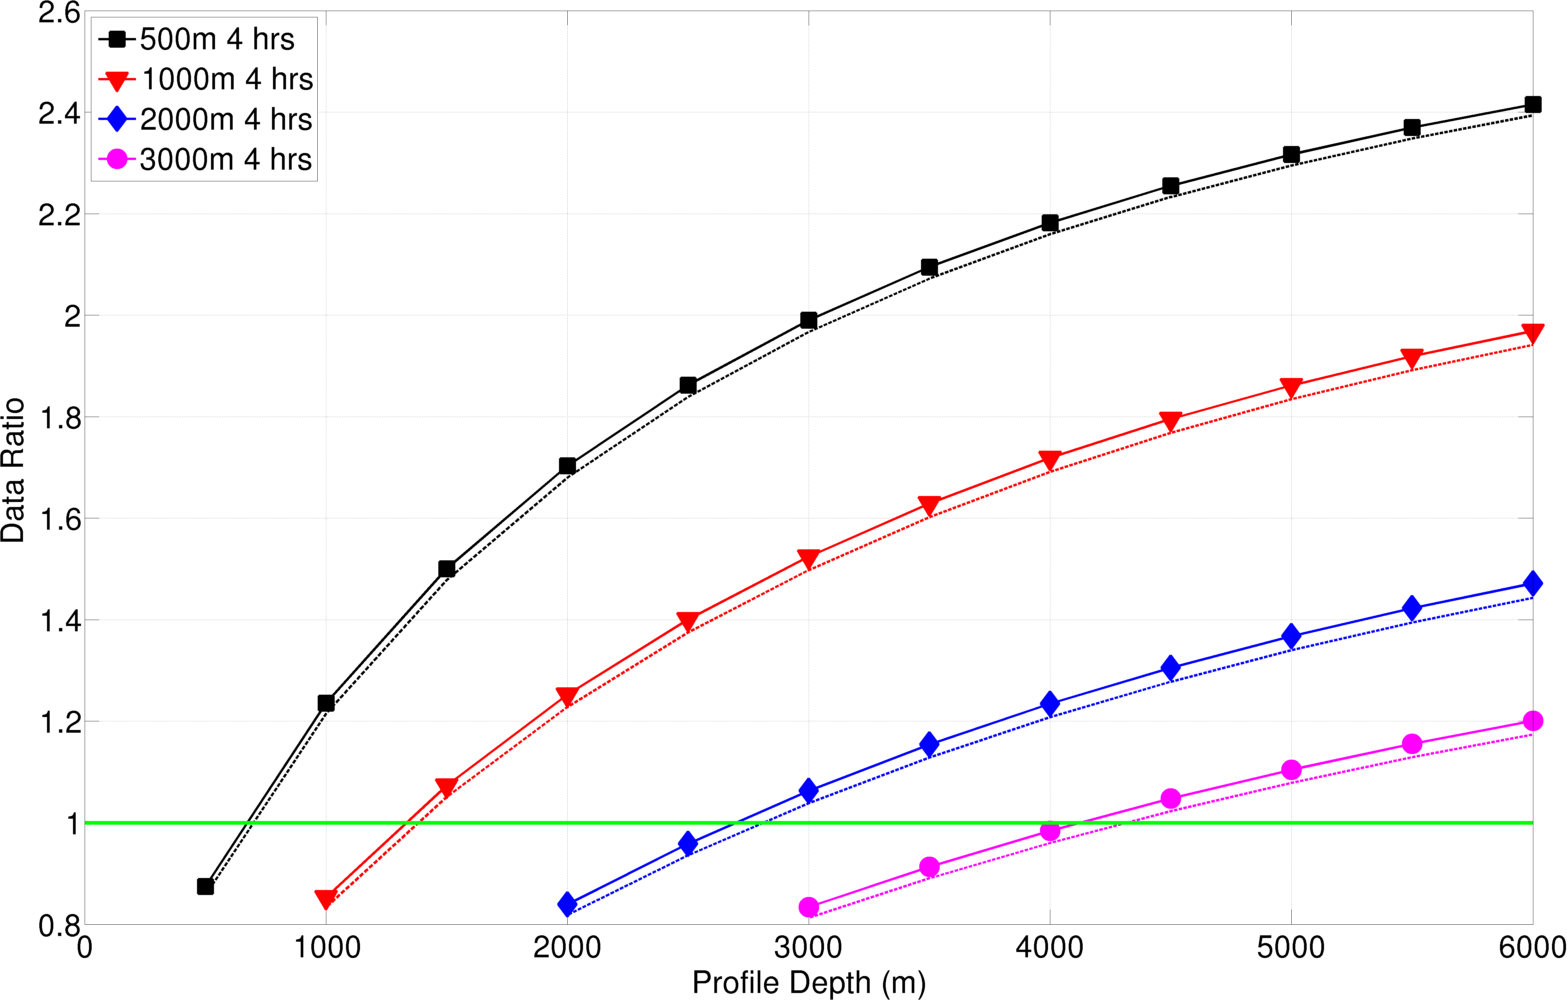 2.6
2.4
2.2
2
1.8
1.6
1.4
1.2
1
0.8
500m 4 hrs
1000m 4 hrs
2000m 4 hrs
3000m 4 hrs
Data Ratio
0 1000 2000 3000 4000 5000 6000
Profile Depth (m)